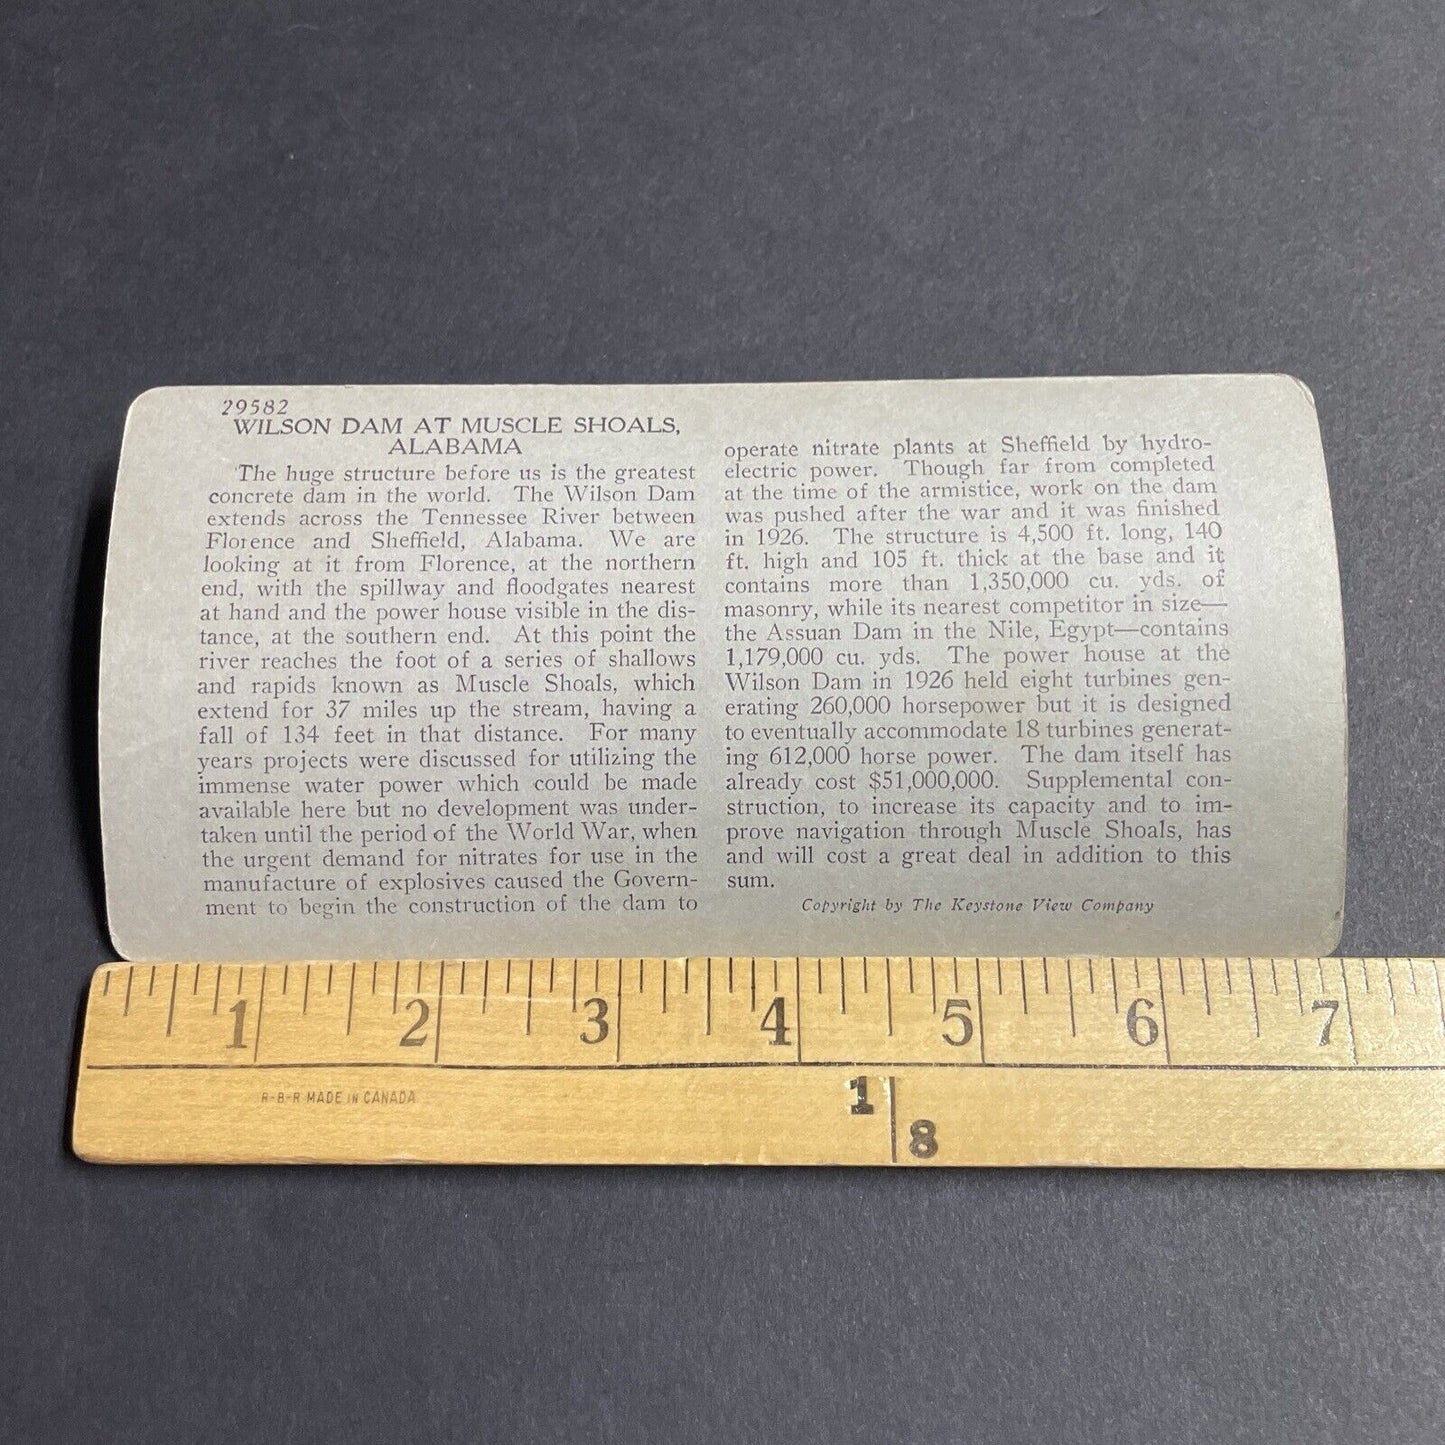 29582
WILSON DAM AT MUSCLE SHOALS,
ALABAMA
The huge structure before us is the greatest
concrete dam in the world. The Wilson Dam
extends across the Tennessee River between
Florence and Sheffield, Alabama. We are
looking at it from Florence, at the northern
end, with the spillway and floodgates nearest
at hand and the power house visible in the dis-
tance, at the southern end. At this point the
river reaches the foot of a series of shallows
and rapids known as Muscle Shoals, which
extend for 37 miles up the stream, having a
fall of 134 feet in that distance. For many
years projects were discussed for utilizing the
immense water power which could be made
available here but no development was under-
taken until the period of the World War, when
the urgent demand for nitrates for use in the
manufacture of explosives caused the Govern-
ment to begin the construction of the dam to
operate nitrate plants at Sheffield by hydro-
electric power. Though far from completed
at the time of the armistice, work on the dam
was pushed after the war and it was finished
in 1926. The structure is 4,500 ft. long, 140
ft. high and 105 ft. thick at the base and it
contains more than 1,350,000 cu. yds. of
masonry, while its nearest competitor in size—
the Assuan Dam in the Nile, Egypt—contains
1,179,000 cu. yds. The power house at the
Wilson Dam in 1926 held eight turbines gen-
erating 260,000 horsepower but it is designed
to eventually accommodate 18 turbines generat-
ing 612,000 horse power. The dam itself has
already cost $51,000,000. Supplemental con-
struction, to increase its capacity and to im-
prove navigation through Muscle Shoals, has
and will cost a great deal in addition to this
sum.
Copyright by The Keystone View Company
1 2 3 4 5 6 7
R-B-R MADE IN CANADA
1
8